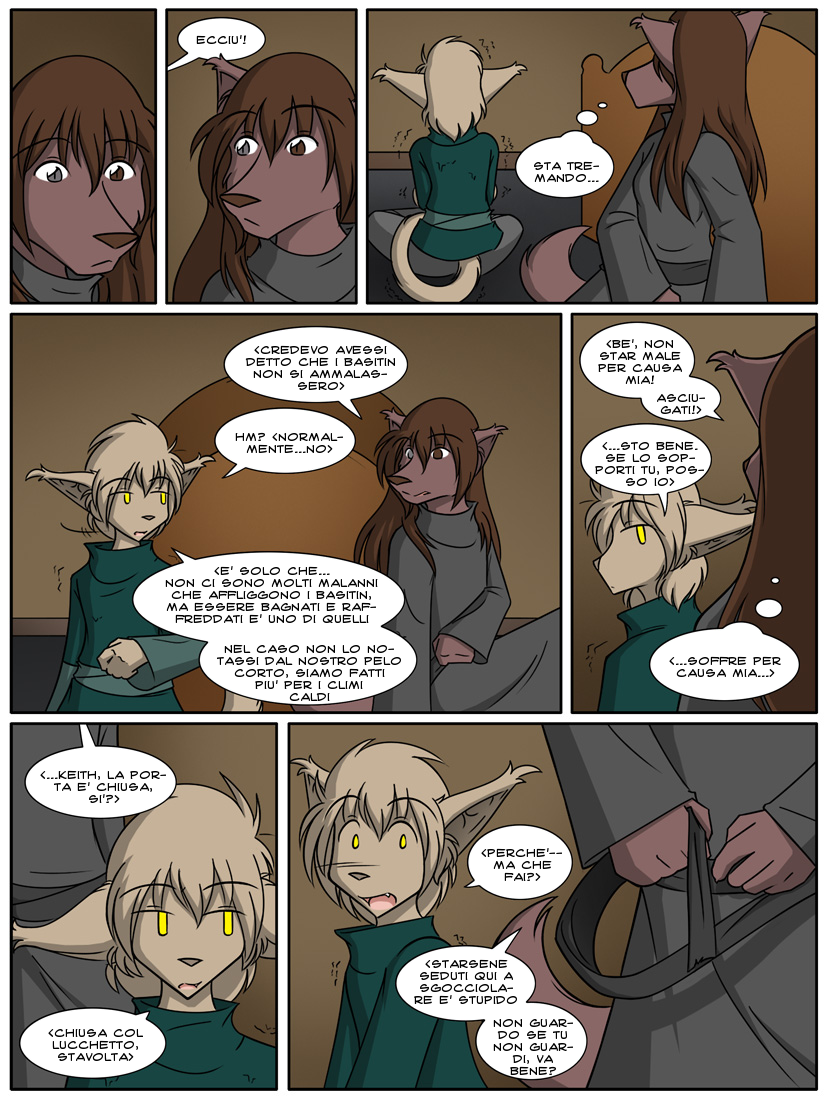 ECCIU'!
STA TRE-
MANDO...
<CREDEVO AVESSI
DETTO CHE I BASITIN
NON SI AMMALAS-
SERO>
HM? <NORMAL-
MENTE...NO>
<E' SOLO CHE...
NON CI SONO MOLTI MALANNI
CHE AFFLIGGONO I BASITIN,
MA ESSERE BAGNATI E RAF-
FREDDATI E' UNO DI QUELLI
NEL CASO NON LO NO-
TASSI DAL NOSTRO PELO
CORTO, SIAMO FATTI
PIU' PER I CLIMI
CALDI
<BE', NON
STAR MALE
PER CAUSA
MIA!
ASCIU-
GATI!>
<...STO BENE.
SE LO SOP-
PORTI TU, POS-
SO IO>
<...SOFFRE PER
CAUSA MIA...>
<...KEITH, LA POR-
TA E' CHIUSA,
SI'?>
<CHIUSA COL
LUCCHETTO,
STAVOLTA>
<PERCHE'--
MA CHE
FAI?>
<STARSENE
SEDUTI QUI A
SGOCCIOLA-
RE E' STUPIDO
NON GUAR-
DO SE TU
NON GUAR-
DI, VA
BENE?